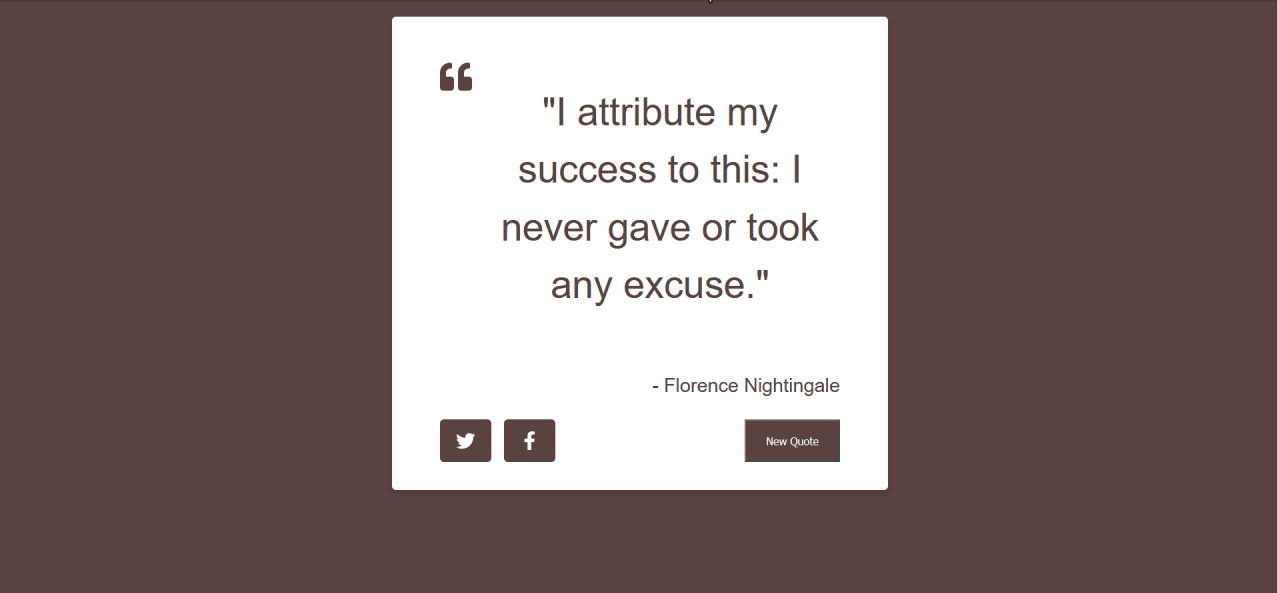 "I attribute my
success to this: I
never gave or took
any excuse."
- Florence Nightingale
New Quote